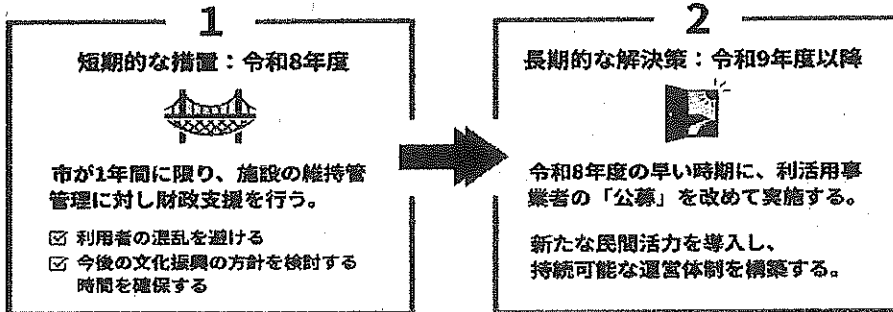 1
短期的な措置：令和8年度
市が1年間に限り、施設の維持管
管理に対し財政支援を行う。
☑ 利用者の混乱を避ける
☑ 今後の文化振興の方針を検討する
時間を確保する
2
長期的な解決策：令和9年度以降
令和8年度の早い時期に、利活用事
業者の「公募」を改めて実施する。
新たな民間活力を導入し、
持続可能な運営体制を構築する。